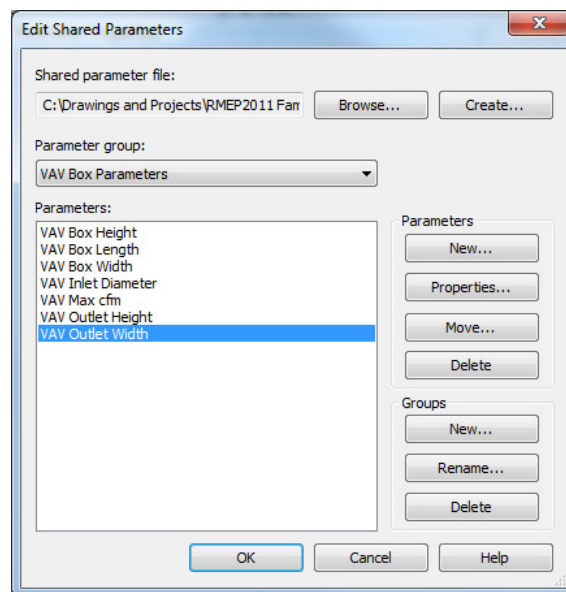 Edit Shared Parameters
Shared parameter file:
C:\Drawings and Projects\RMEP2011 Fam
Browse...
Create...
Parameter group:
VAV Box Parameters
Parameters:
VAV Box Height
VAV Box Length
VAV Box Width
VAV Inlet Diameter
VAV Max cfm
VAV Outlet Height
VAV Outlet Width
Parameters
New...
Properties...
Move...
Delete
Groups
New...
Rename...
Delete
OK
Cancel
Help